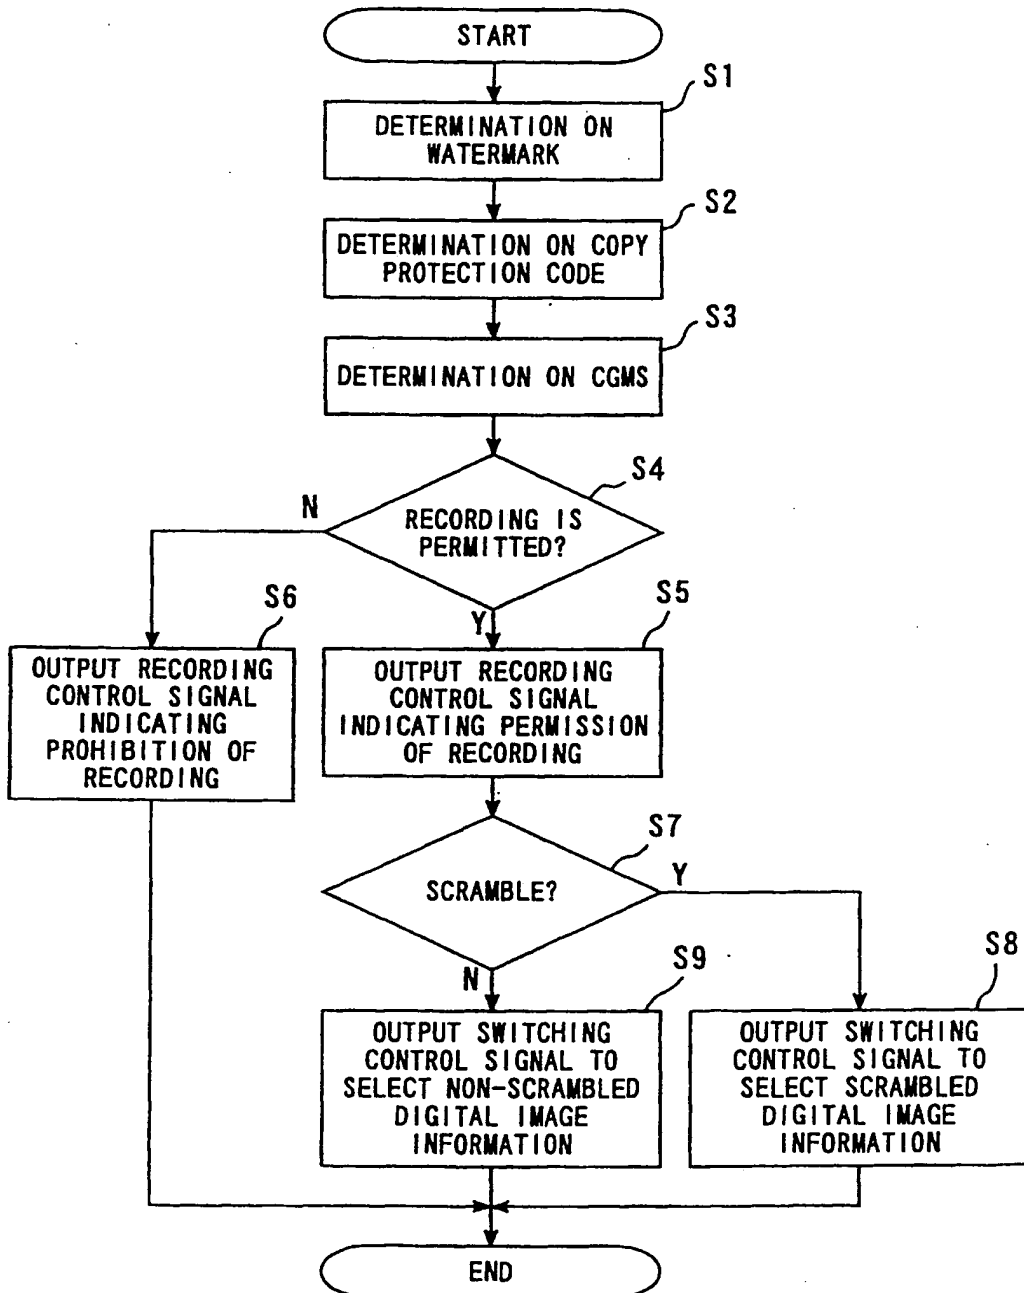 START
S1
DETERMINATION ON
WATERMARK
S2
DETERMINATION ON COPY
PROTECTION CODE
S3
DETERMINATION ON CGMS
S4
N
RECORDING IS
PERMITTED?
S6
Y
S5
OUTPUT RECORDING
CONTROL SIGNAL
INDICATING
PROHIBITION OF
RECORDING
OUTPUT RECORDING
CONTROL SIGNAL
INDICATING PERMISSION
OF RECORDING
S7
SCRAMBLE?
Y
N
S9
S8
OUTPUT SWITCHING
CONTROL SIGNAL TO
SELECT NON-SCRAMBLED
DIGITAL IMAGE
INFORMATION
OUTPUT SWITCHING
CONTROL SIGNAL TO
SELECT SCRAMBLED
DIGITAL IMAGE
INFORMATION
END